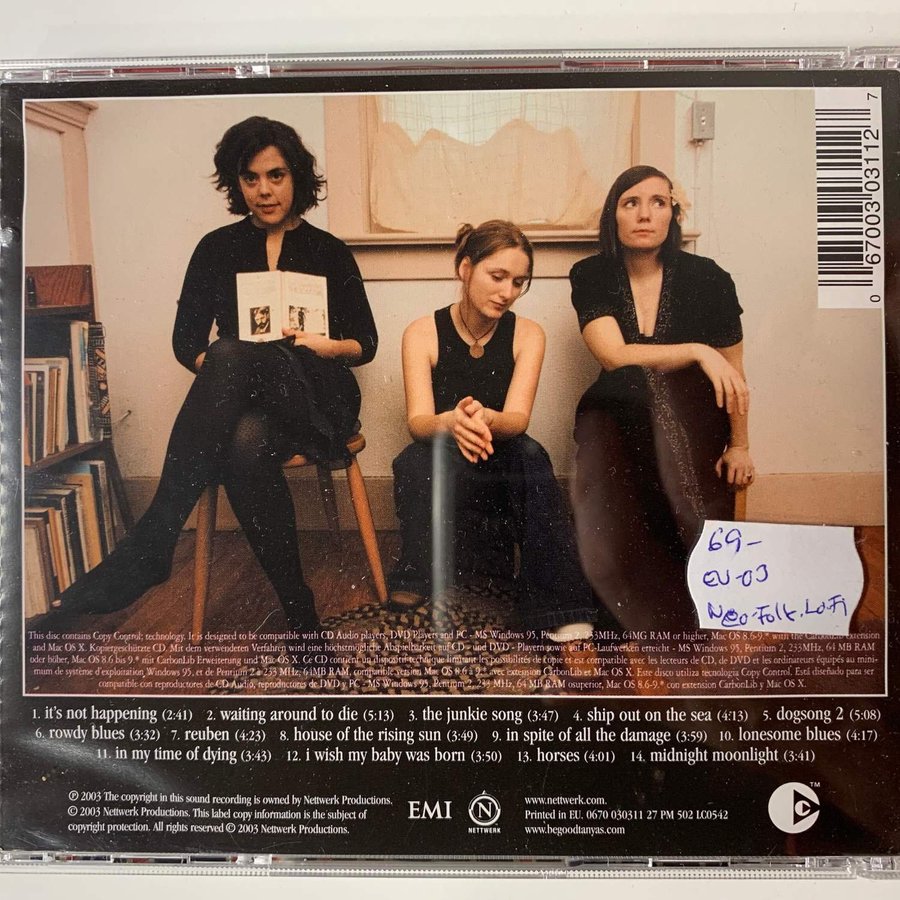 0 67003 03112 7
69-
EU-03
Neo-Folk. Lo.Fi
This disc contains Copy Control; technology. It is designed to be compatible with CD Audio players, DVD Players and PC - MS Windows 95, Pentium 2, 233MHz, 64MG RAM or higher, Mac OS 8.6-9.* with the CarbonLib extension
and Mac OS X. Kopiergeschützte CD. Mit dem verwendeten Verfahren wird eine höchstmögliche Abspielbarkeit auf CD - und DVD - Playern sowie auf PC-Laufwerken erreicht - MS Windows 95, Pentium 2, 233MHz, 64 MB RAM
oder höher, Mac OS 8.6 bis 9.* mit CarbonLib Erweiterung und Mac OS X. Ce CD contient un dispositif technique limitant les possibilités de copie et est compatible avec les lecteurs de CD, de DVD et les ordinateurs équipés au mini-
mum de système d'exploitation Windows 95, et de Pentium 2 a 233 MHz, 64MG RAM, compatible Version Mac OS 8.6 a 9.* avec extension CarbonLib et Mac OS X. Este disco utiliza tecnologia Copy Control. Está diseñado para ser
compatible con reproductores de CD Audio, reproductores de DVD y PC - MS Windows 95, Pentium 2, 233 MHz, 64 MB RAM osuperior, Mac OS 8.6-9.* con extension CarbonLib y Mac OS X.
1. it's not happening (2:41) 2. waiting around to die (5:13) 3. the junkie song (3:47) 4. ship out on the sea (4:13) 5. dogsong 2 (5:08)
6. rowdy blues (3:32) 7. reuben (4:23) 8. house of the rising sun (3:49) 9. in spite of all the damage (3:59) 10. lonesome blues (4:17)
11. in my time of dying (3:43) 12. i wish my baby was born (3:50) 13. horses (4:01) 14. midnight moonlight (3:41)
℗ 2003 The copyright in this sound recording is owned by Nettwerk Productions.
© 2003 Nettwerk Productions. This label copy information is the subject of
copyright protection. All rights reserved © 2003 Nettwerk Productions.
EMI
N
NETTWERK
www.nettwerk.com.
Printed in EU. 0670 030311 27 PM 502 LC0542
www.begoodtanyas.com
C
TM